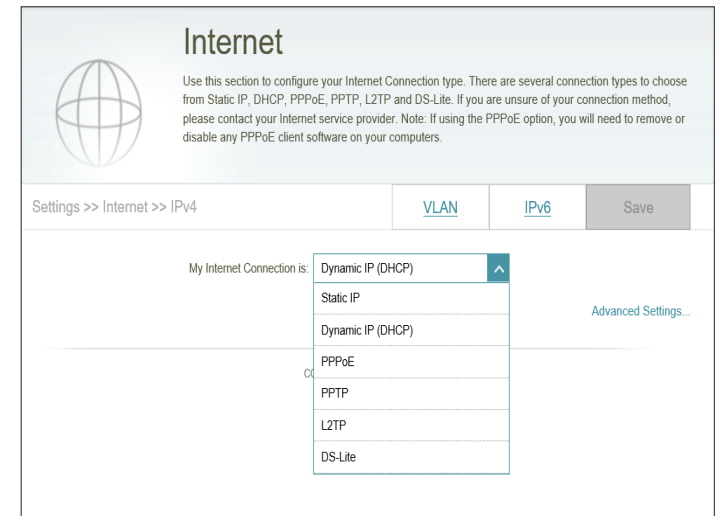 Internet
Use this section to configure your Internet Connection type. There are several connection types to choose
from Static IP, DHCP, PPPoE, PPTP, L2TP and DS-Lite. If you are unsure of your connection method,
please contact your Internet service provider. Note: If using the PPPoE option, you will need to remove or
disable any PPPoE client software on your computers.
Settings >> Internet >> IPv4
VLAN
IPv6
Save
My Internet Connection is:
Dynamic IP (DHCP)
Static IP
Advanced Settings...
Dynamic IP (DHCP)
PPPoE
PPTP
L2TP
DS-Lite